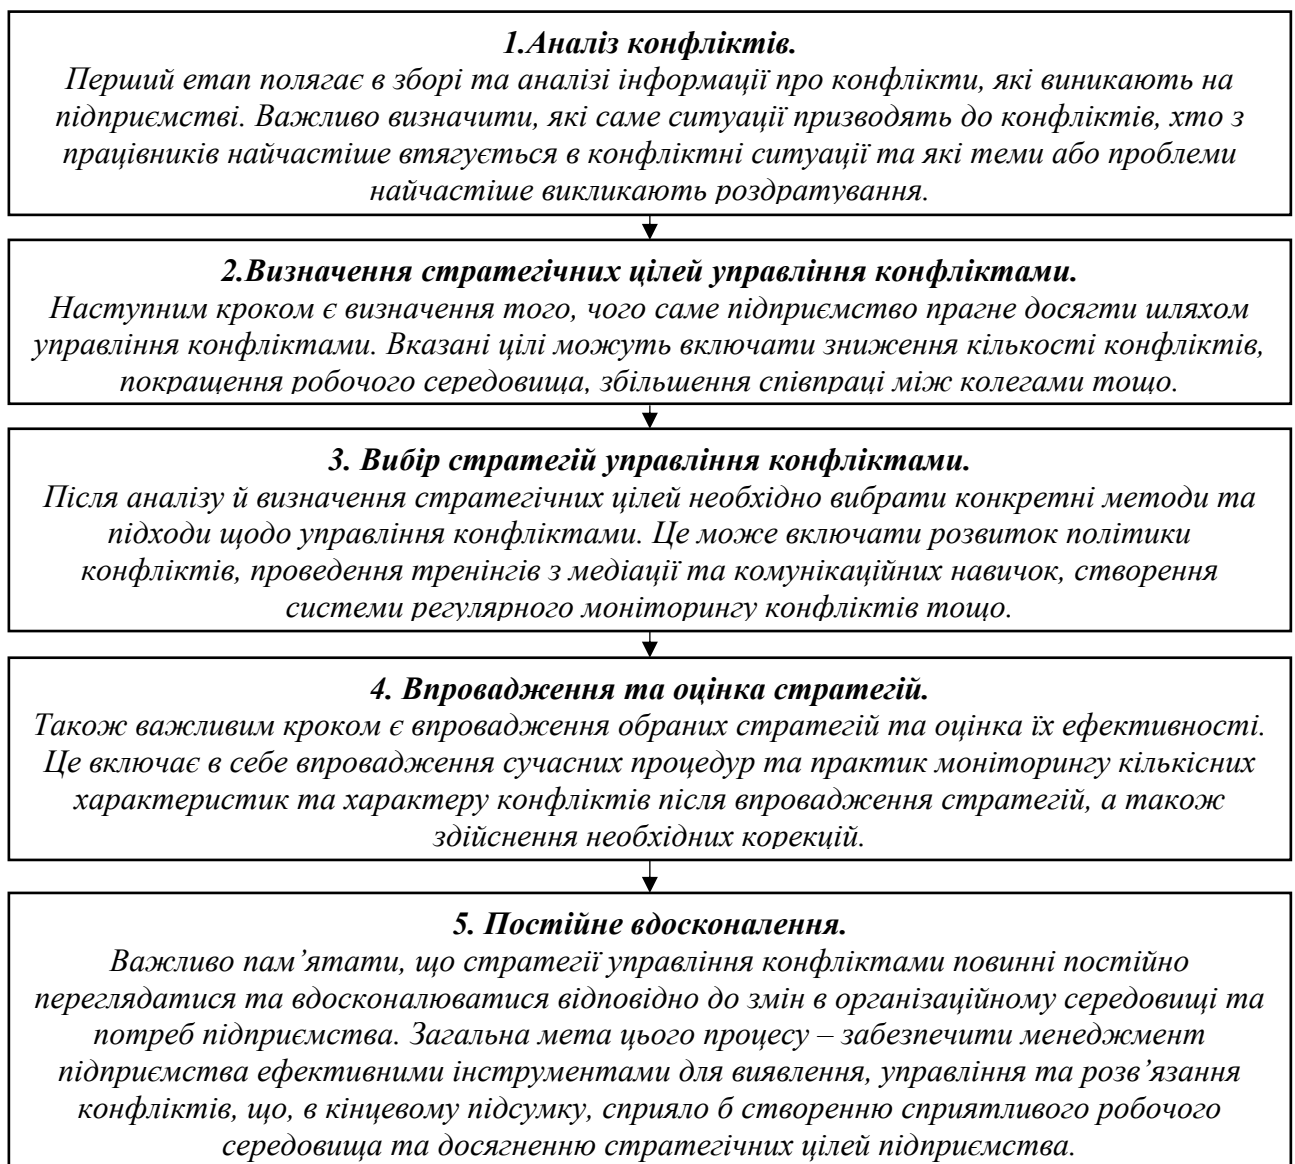 1.Аналіз конфліктів.
Перший етап полягає в зборі та аналізі інформації про конфлікти, які виникають на
підприємстві. Важливо визначити, які саме ситуації призводять до конфліктів, хто з
працівників найчастіше втягується в конфліктні ситуації та які теми або проблеми
найчастіше викликають роздратування.
2.Визначення стратегічних цілей управління конфліктами.
Наступним кроком є визначення того, чого саме підприємство прагне досягти шляхом
управління конфліктами. Вказані цілі можуть включати зниження кількості конфліктів,
покращення робочого середовища, збільшення співпраці між колегами тощо.
3. Вибір стратегій управління конфліктами.
Після аналізу й визначення стратегічних цілей необхідно вибрати конкретні методи та
підходи щодо управління конфліктами. Це може включати розвиток політики
конфліктів, проведення тренінгів з медіації та комунікаційних навичок, створення
системи регулярного моніторингу конфліктів тощо.
4. Впровадження та оцінка стратегій.
Також важливим кроком є впровадження обраних стратегій та оцінка їх ефективності.
Це включає в себе впровадження сучасних процедур та практик моніторингу кількісних
характеристик та характеру конфліктів після впровадження стратегій, а також
здійснення необхідних корекцій.
5. Постійне вдосконалення.
Важливо пам’ятати, що стратегії управління конфліктами повинні постійно
переглядатися та вдосконалюватися відповідно до змін в організаційному середовищі та
потреб підприємства. Загальна мета цього процесу – забезпечити менеджмент
підприємства ефективними інструментами для виявлення, управління та розв’язання
конфліктів, що, в кінцевому підсумку, сприяло б створенню сприятливого робочого
середовища та досягненню стратегічних цілей підприємства.